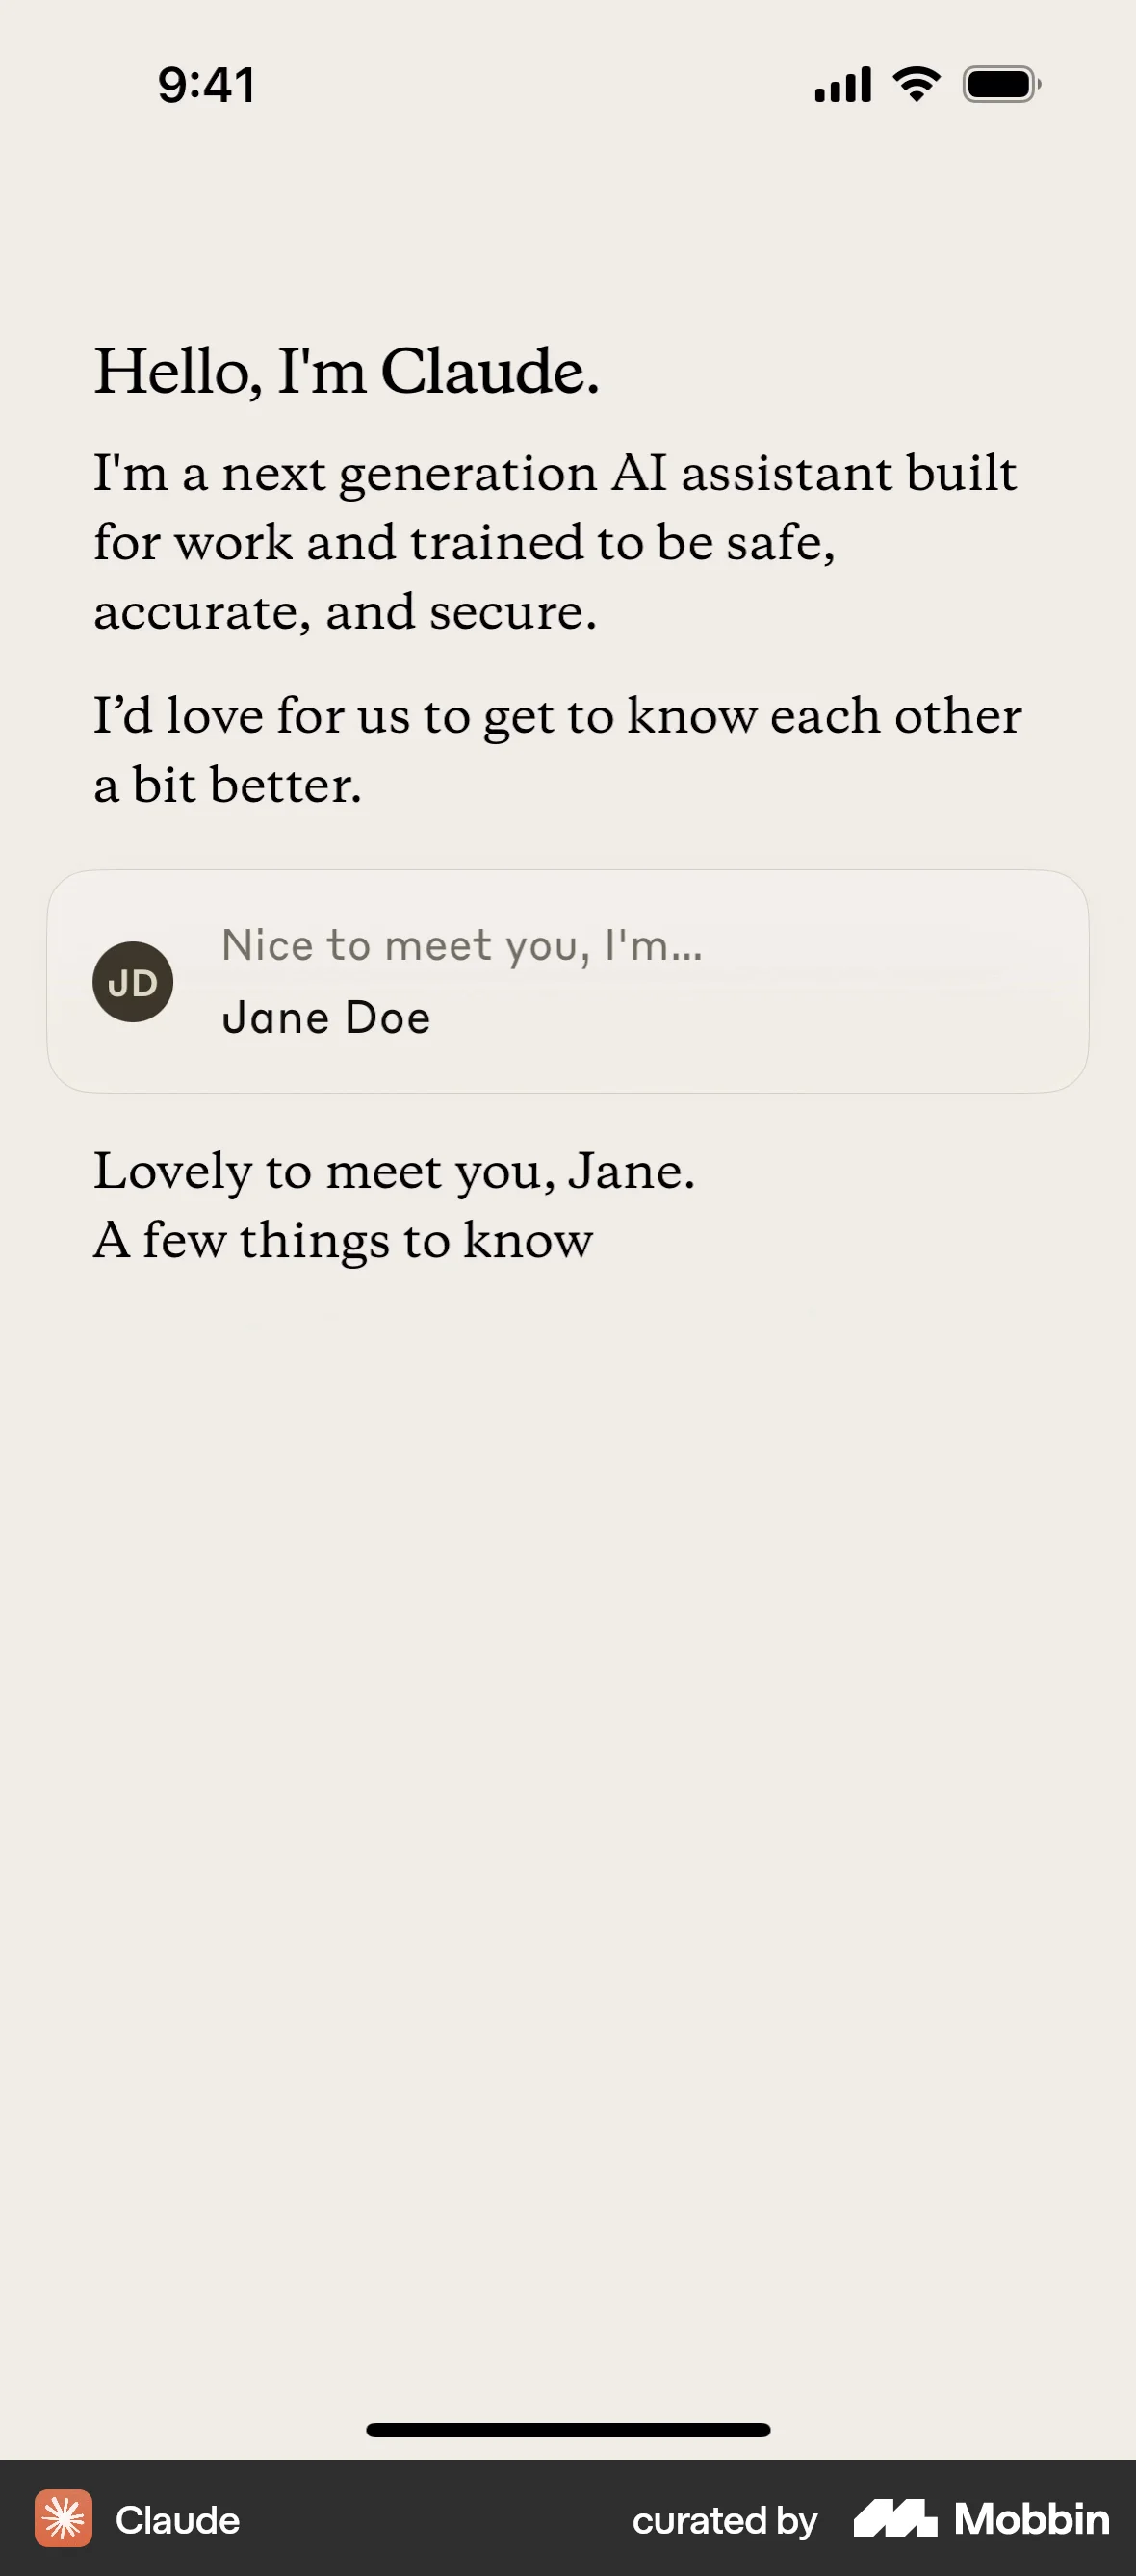 9:41
Hello, I'm Claude.
I'm a next generation AI assistant built
for work and trained to be safe,
accurate, and secure.
I’d love for us to get to know each other
a bit better.
JD
Nice to meet you, I'm...
Jane Doe
Lovely to meet you, Jane.
A few things to know
Claude
curated by Mobbin